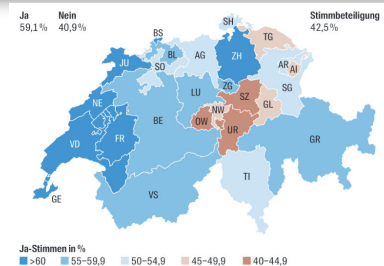 Ja Nein
59,1% 40,9%
Stimmbeteiligung
42,5%
SH
BS
TG
BL
JU
AG
ZH
AR
AI
SO
ZG
SG
LU
SZ
NE
NW
GL
BE
OW
UR
GR
VD
FR
TI
GE
VS
Ja-Stimmen in %
>60 55–59,9 50–54,9 45–49,9 40–44,9